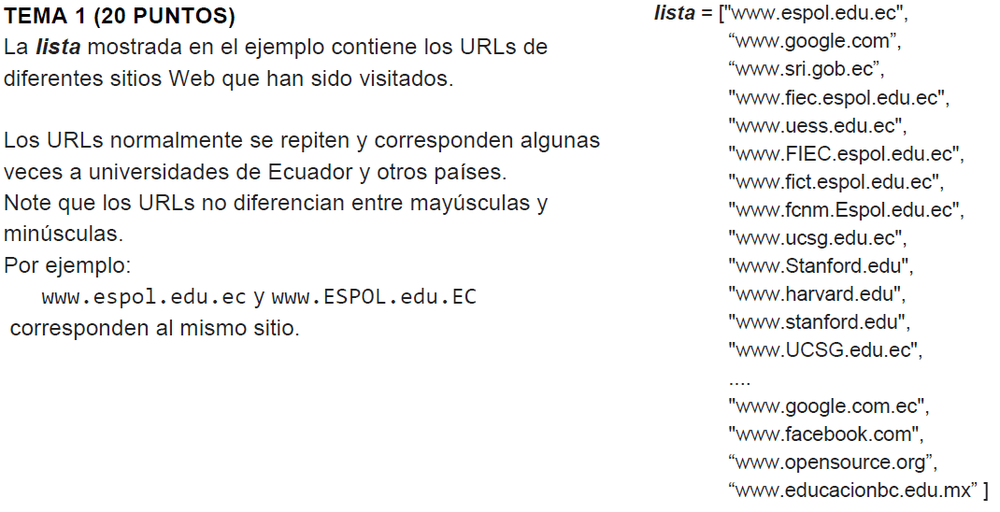 TEMA 1 (20 PUNTOS)
La lista mostrada en el ejemplo contiene los URLs de
diferentes sitios Web que han sido visitados.
Los URLs normalmente se repiten y corresponden algunas
veces a universidades de Ecuador y otros países.
Note que los URLs no diferencian entre mayúsculas y
minúsculas.
Por ejemplo:
www.espol.edu.ec y www.ESPOL.edu.EC
corresponden al mismo sitio.
lista = ["www.espol.edu.ec",
“www.google.com”,
“www.sri.gob.ec”,
"www.fiec.espol.edu.ec",
"www.uess.edu.ec",
"www.FIEC.espol.edu.ec",
"www.fict.espol.edu.ec",
"www.fcnm.Espol.edu.ec",
"www.ucsg.edu.ec",
"www.Stanford.edu",
"www.harvard.edu",
"www.stanford.edu",
"www.UCSG.edu.ec",
....
"www.google.com.ec",
"www.facebook.com",
“www.opensource.org”,
“www.educacionbc.edu.mx” ]